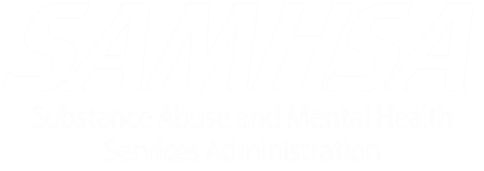 SAMHSA
Substance Abuse and Mental Health
Services Administration